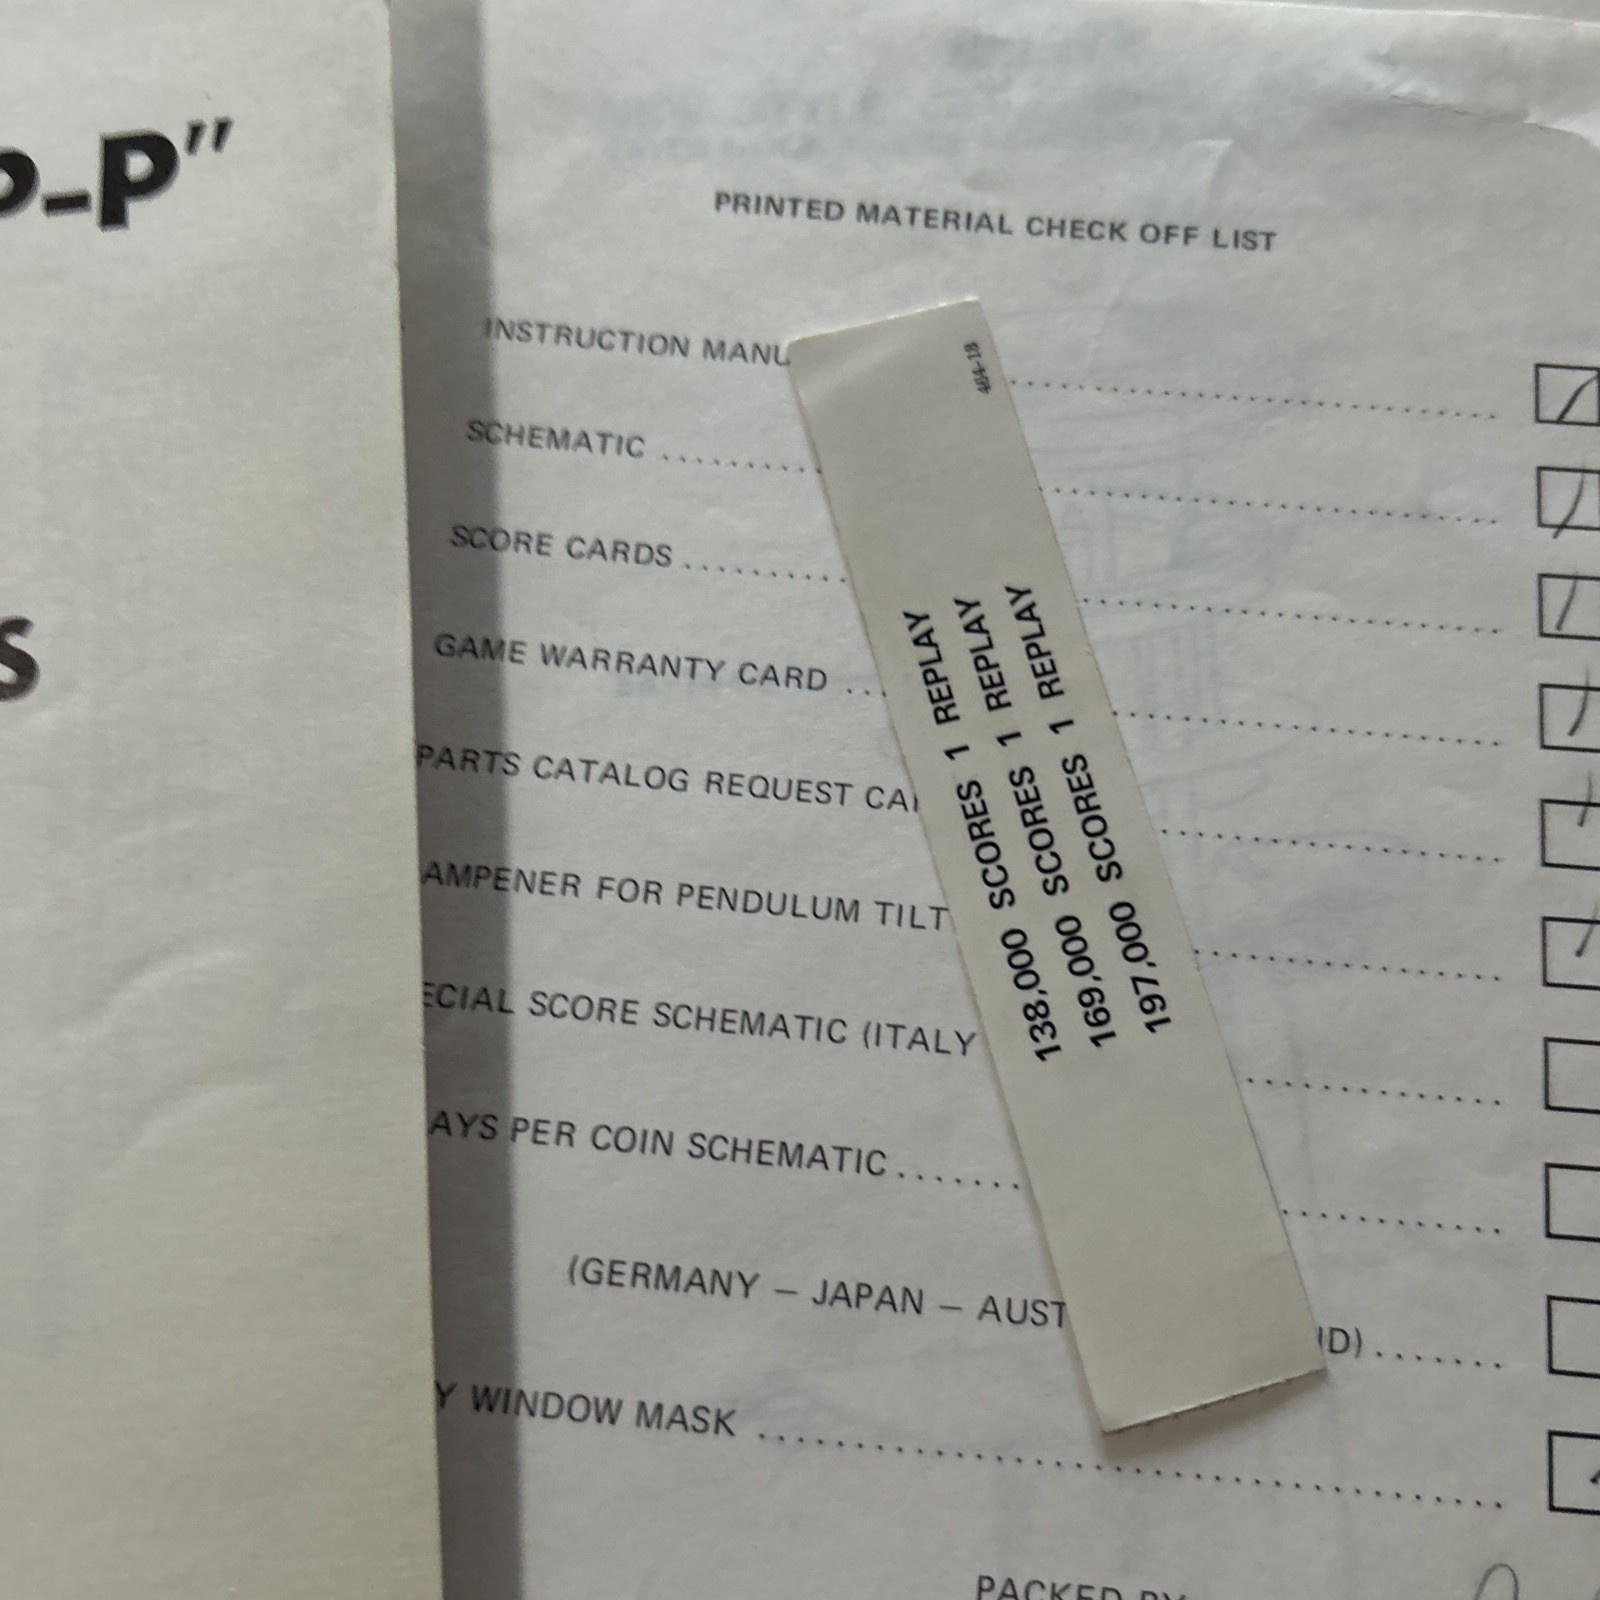 P-P"
S
PRINTED MATERIAL CHECK OFF LIST
INSTRUCTION MANU
SCHEMATIC ..........
SCORE CARDS ..........
GAME WARRANTY CARD ...
PARTS CATALOG REQUEST CA
AMPENER FOR PENDULUM TILT
ECIAL SCORE SCHEMATIC (ITALY
AYS PER COIN SCHEMATIC .......
(GERMANY – JAPAN – AUST
ND) .......
Y WINDOW MASK ..........
PACKED BY
484-18
138,000 SCORES 1 REPLAY
169,000 SCORES 1 REPLAY
197,000 SCORES 1 REPLAY